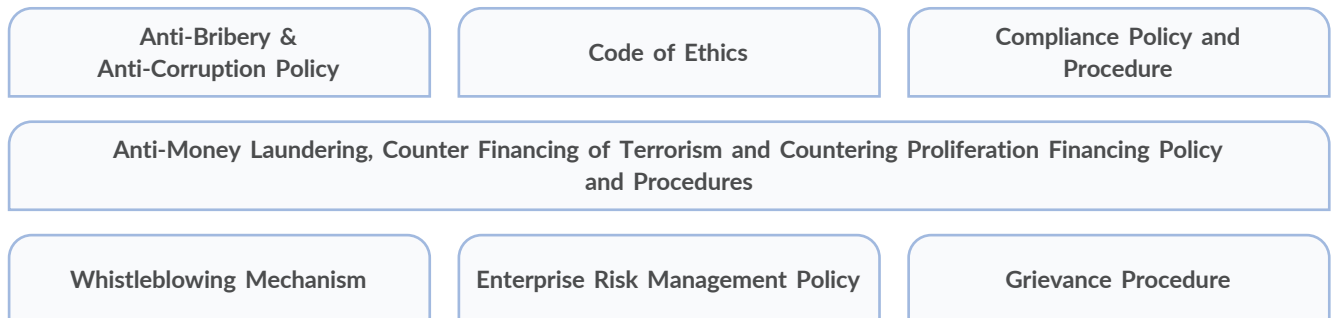 Anti-Bribery &
Anti-Corruption Policy
Code of Ethics
Compliance Policy and
Procedure
Anti-Money Laundering, Counter Financing of Terrorism and Countering Proliferation Financing Policy
and Procedures
Whistleblowing Mechanism
Enterprise Risk Management Policy
Grievance Procedure